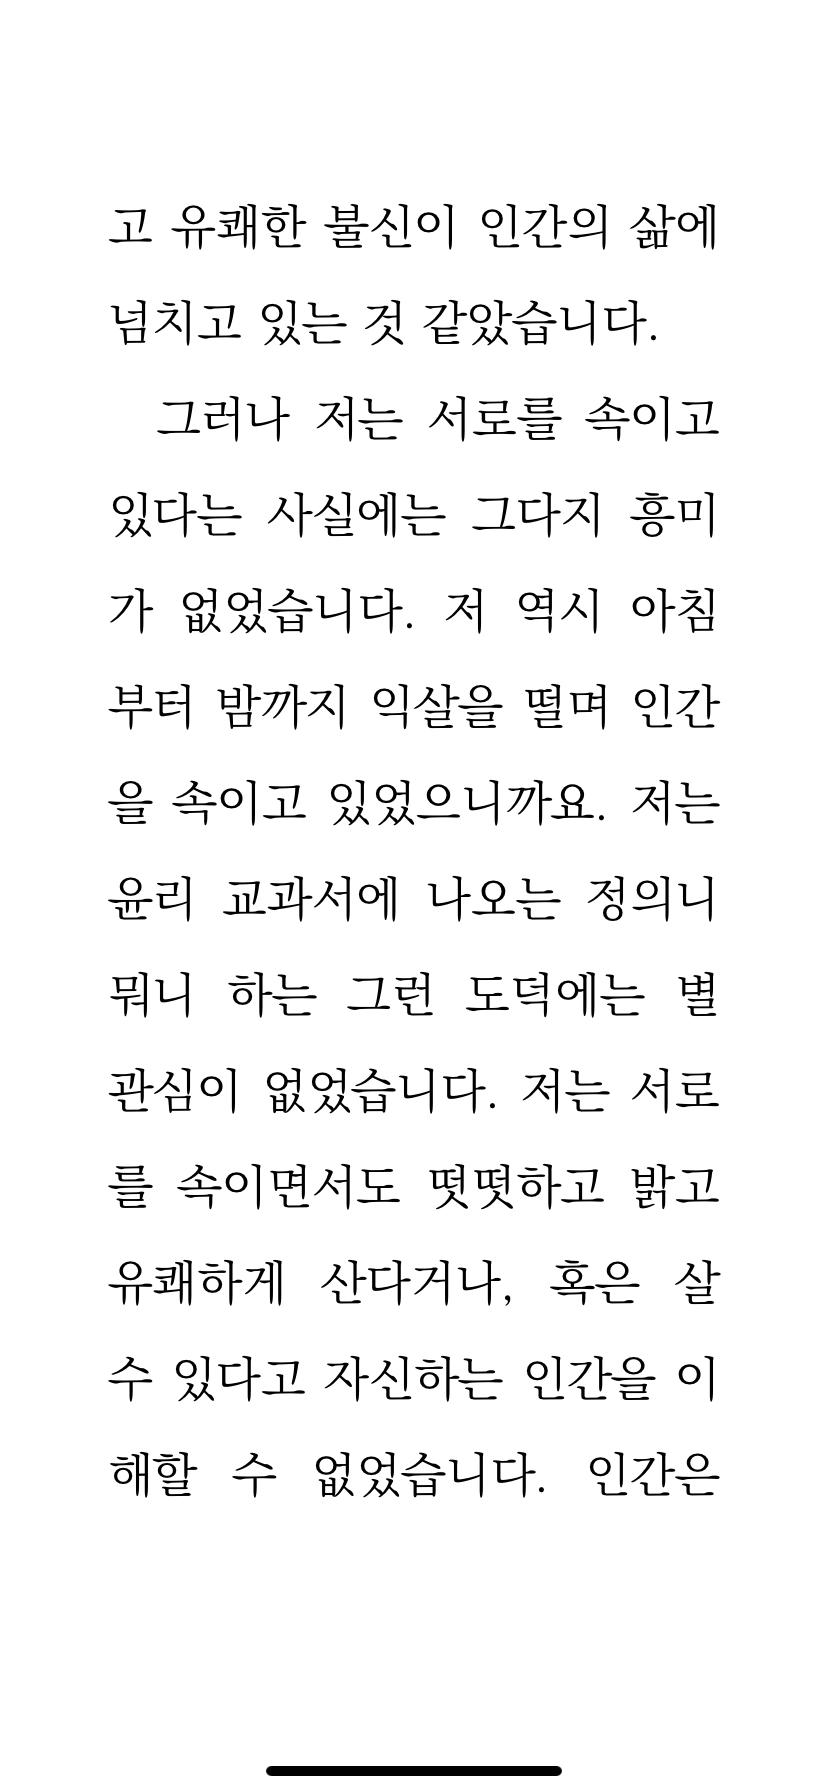 고 유쾌한 불신이 인간의 삶에
넘치고 있는 것 같았습니다.
그러나 저는 서로를 속이고
있다는 사실에는 그다지 흥미
가 없었습니다. 저 역시 아침
부터 밤까지 익살을 떨며 인간
을 속이고 있었으니까요. 저는
윤리 교과서에 나오는 정의니
뭐니 하는 그런 도덕에는 별
관심이 없었습니다. 저는 서로
를 속이면서도 떳떳하고 밝고
유쾌하게 산다거나, 혹은 살
수 있다고 자신하는 인간을 이
해할 수 없었습니다. 인간은